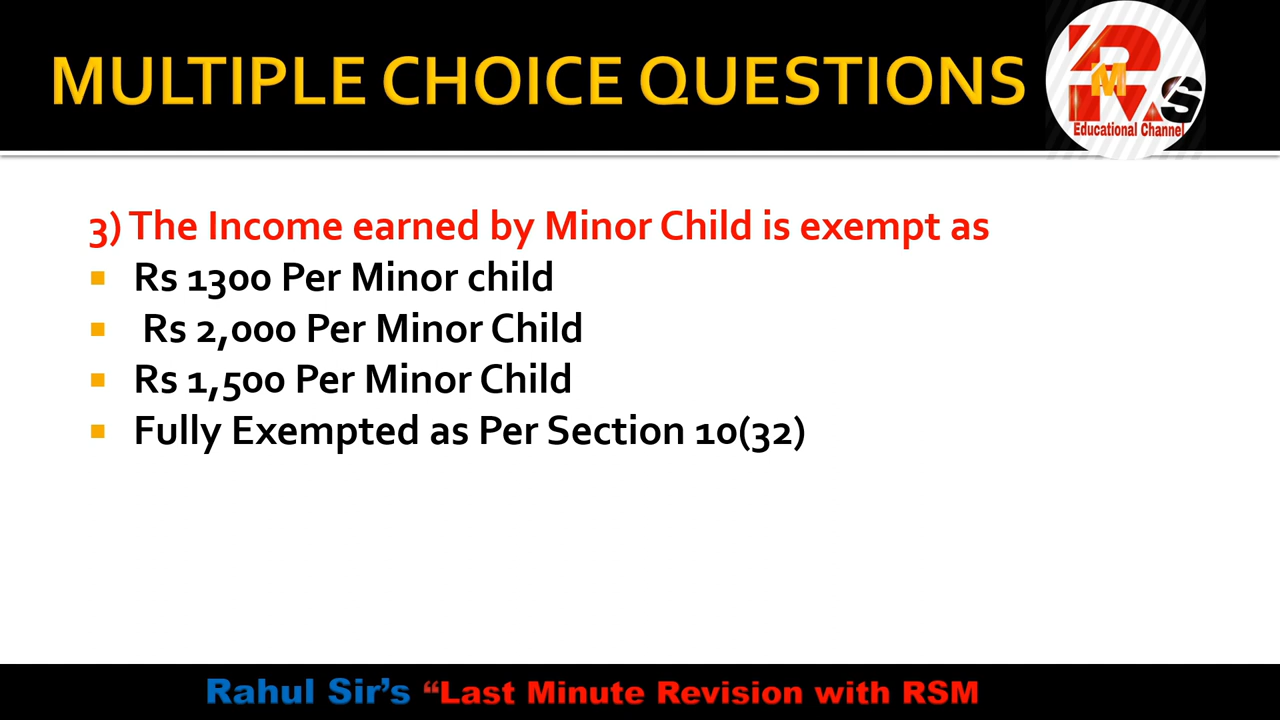 MULTIPLE CHOICE QUESTIONS
RMS
Educational Channel
3) The Income earned by Minor Child is exempt as
Rs 1300 Per Minor child
Rs 2,000 Per Minor Child
Rs 1,500 Per Minor Child
Fully Exempted as Per Section 10(32)
Rahul Sir's “Last Minute Revision with RSM